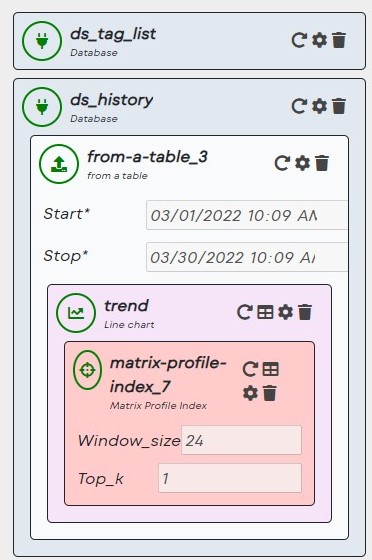 ds_tag_list
Database
ds_history
Database
from-a-table_3
from a table
Start*
03/01/2022 10:09 AM
Stop*
03/30/2022 10:09 AM
trend
Line chart
matrix-profile-
index_7
Matrix Profile Index
Window_size 24
Top_k 1